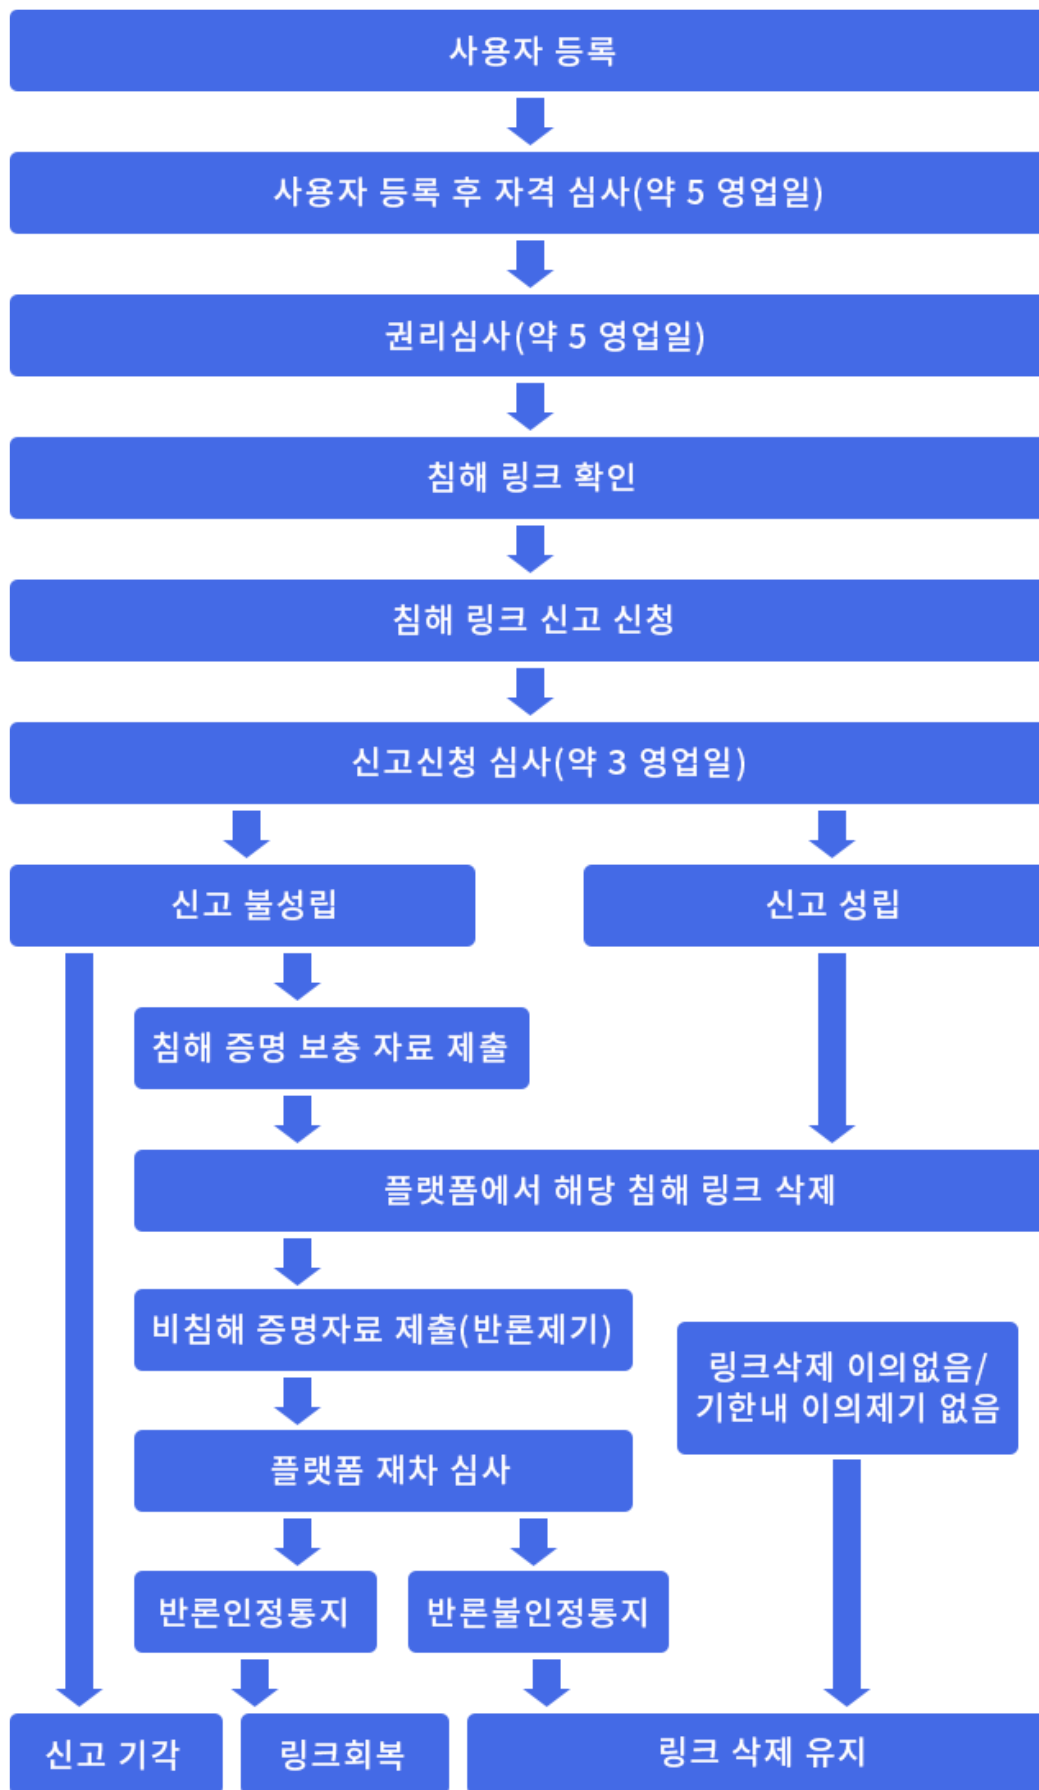 사용자 등록
사용자 등록 후 자격 심사(약 5 영업일)
권리심사(약 5 영업일)
침해 링크 확인
침해 링크 신고 신청
신고신청 심사(약 3 영업일)
신고 불성립
신고 성립
침해 증명 보충 자료 제출
플랫폼에서 해당 침해 링크 삭제
비침해 증명자료 제출(반론제기)
링크삭제 이의없음/
기한내 이의제기 없음
플랫폼 재차 심사
반론인정통지
반론불인정통지
신고 기각
링크회복
링크 삭제 유지